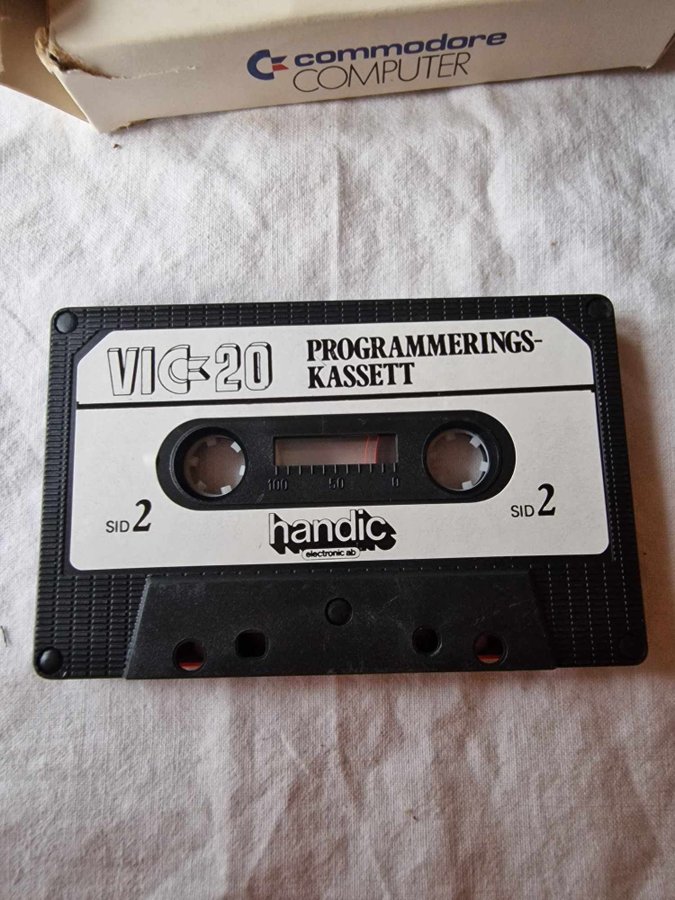 commodore
COMPUTER
VIC-20
PROGRAMMERINGS-
KASSETT
100 50 0
SID 2
SID 2
handic
electronic ab